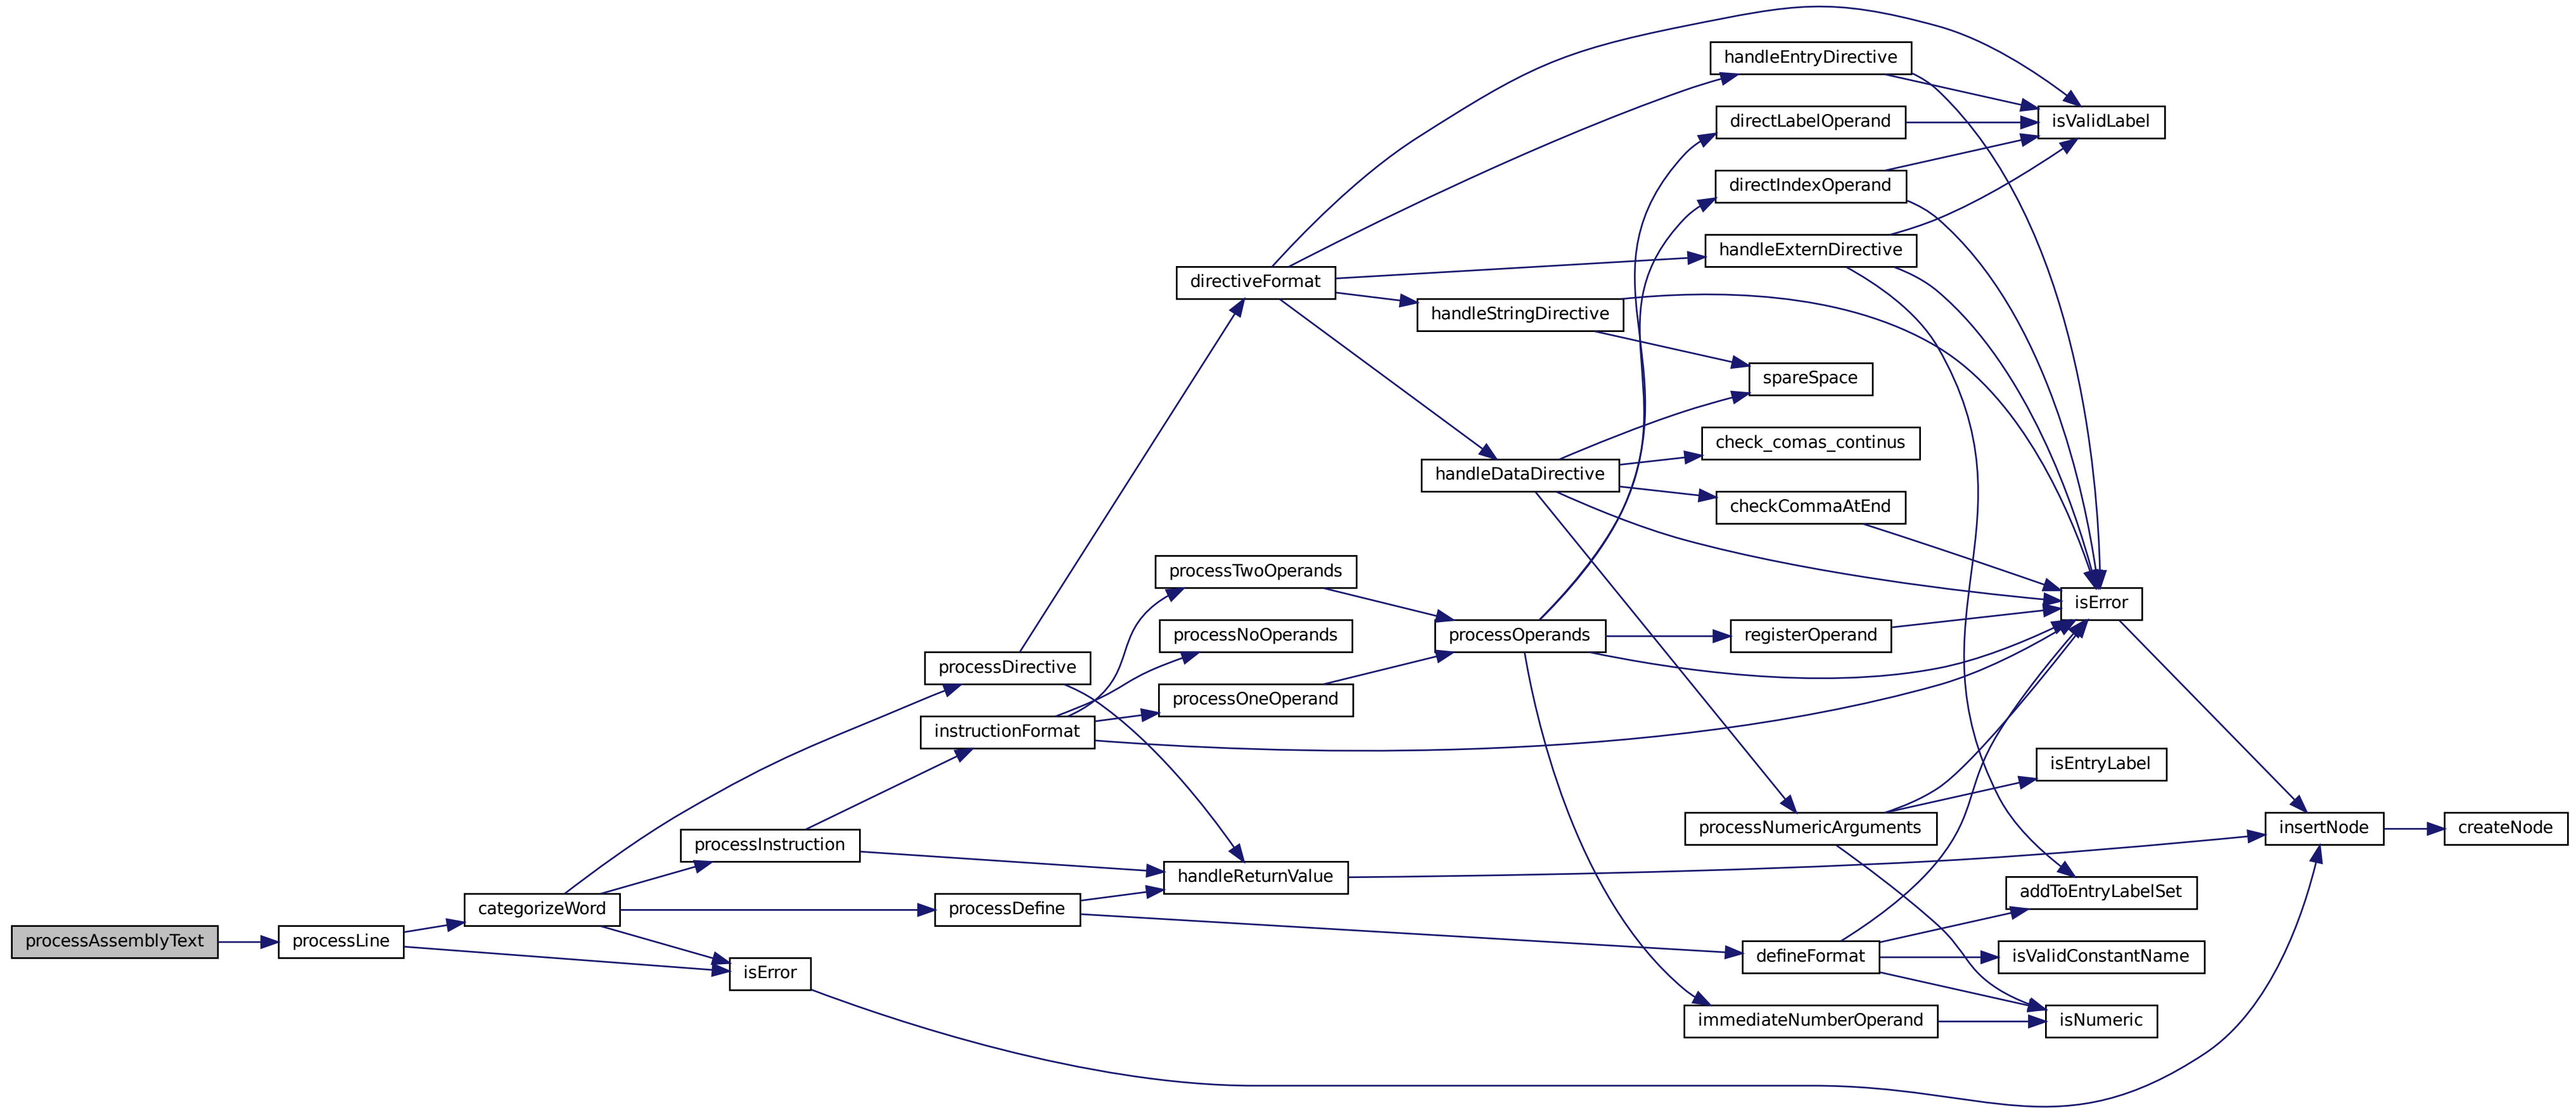 handleEntryDirective
directLabelOperand
isValidLabel
directIndexOperand
handleExternDirective
directiveFormat
handleStringDirective
spareSpace
check_comas_continus
handleDataDirective
checkCommaAtEnd
processTwoOperands
isError
processNoOperands
processOperands
registerOperand
processDirective
processOneOperand
instructionFormat
isEntryLabel
processNumericArguments
insertNode
createNode
processInstruction
handleReturnValue
addToEntryLabelSet
categorizeWord
processDefine
processAssemblyText
processLine
defineFormat
isValidConstantName
isError
immediateNumberOperand
isNumeric